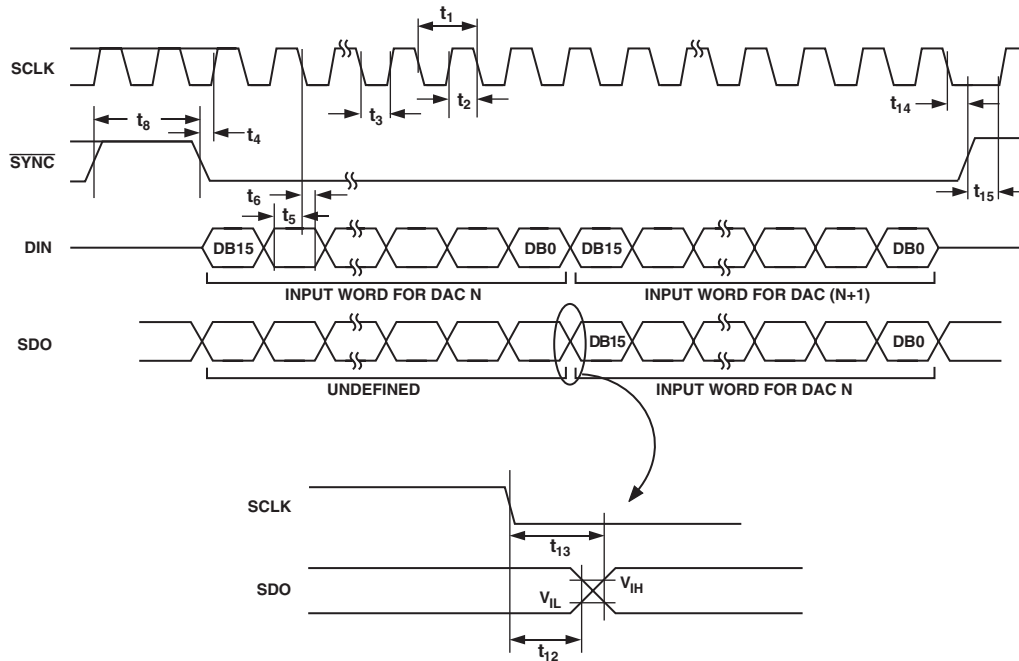 t1
SCLK
t3
t2
t14
t8
t4
SYNC
t15
t6
t5
DIN
DB15
DB0
DB15
DB0
INPUT WORD FOR DAC N
INPUT WORD FOR DAC (N+1)
SDO
DB15
DB0
UNDEFINED
INPUT WORD FOR DAC N
SCLK
t13
SDO
VIH
VIL
t12